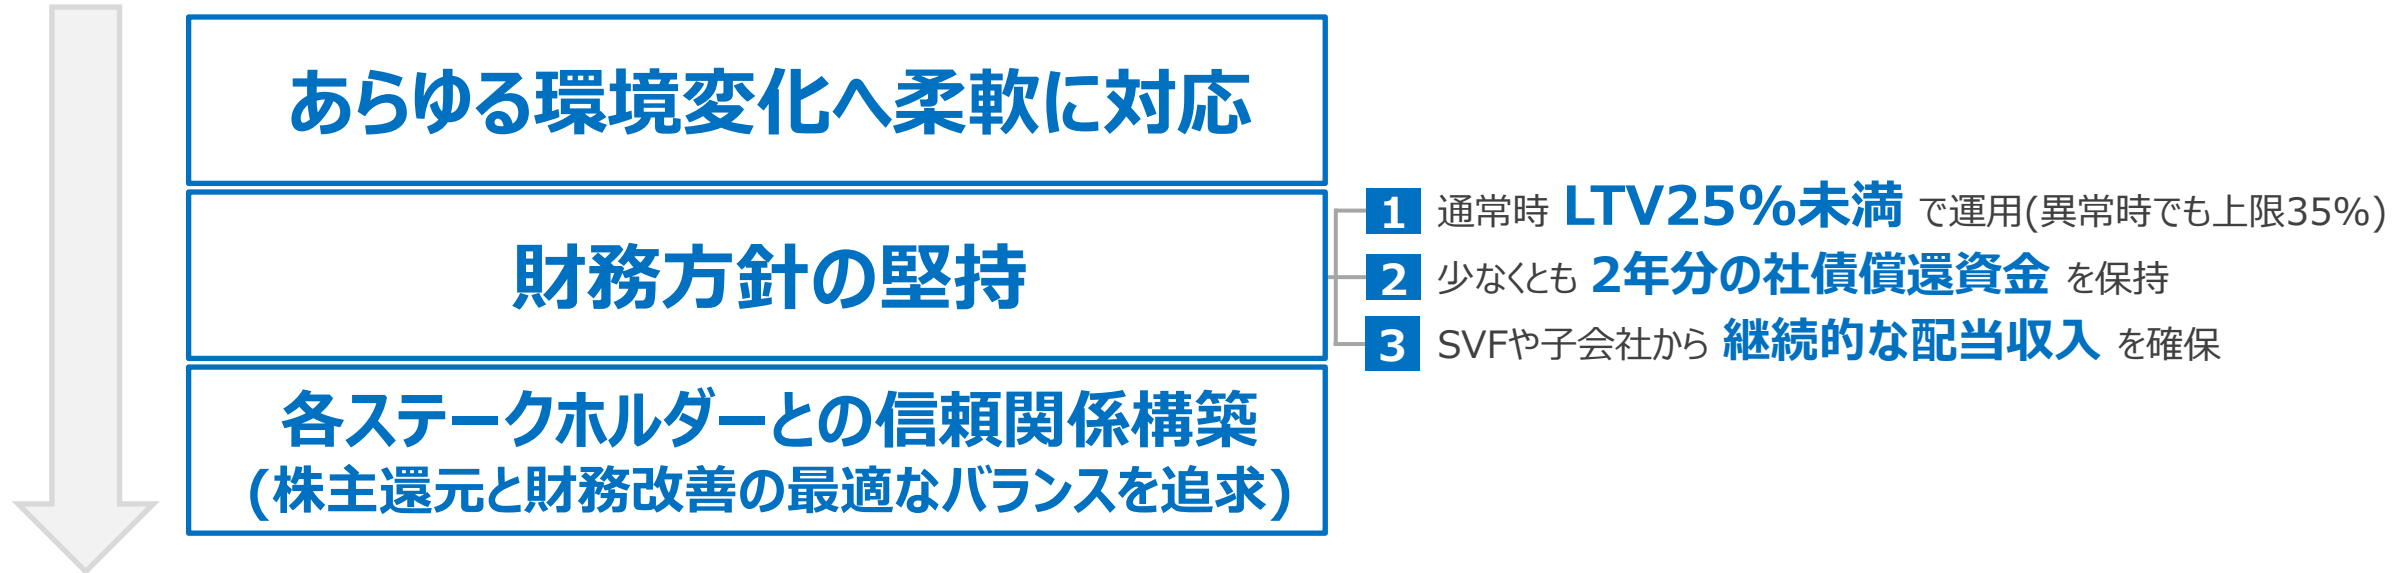 あらゆる環境変化へ柔軟に対応
財務方針の堅持
1 通常時 LTV25%未満 で運用(異常時でも上限35%)
2 少なくとも 2年分の社債償還資金 を保持
3 SVFや子会社から 継続的な配当収入 を確保
各ステークホルダーとの信頼関係構築
(株主還元と財務改善の最適なバランスを追求)